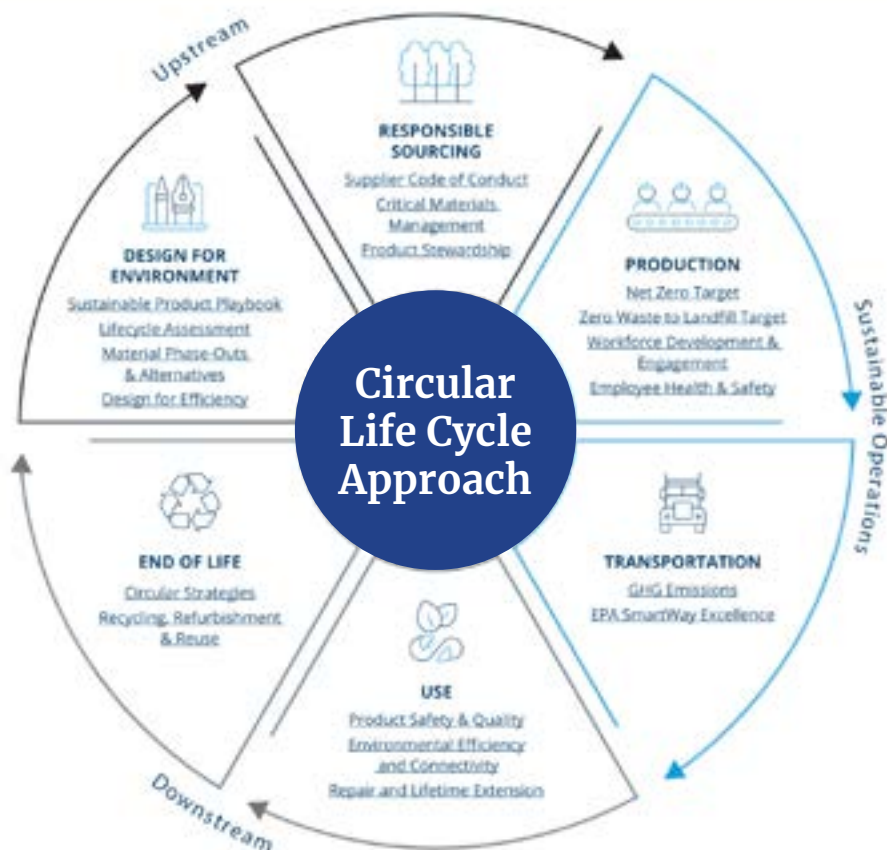 Upstream
RESPONSIBLE
SOURCING
Supplier Code of Conduct
Critical Materials
Management
Product Stewardship
DESIGN FOR
ENVIRONMENT
Sustainable Product Playbook
Lifecycle Assessment
Material Phase-Outs
& Alternatives
Design for Efficiency
PRODUCTION
Net Zero Target
Zero Waste to Landfill Target
Workforce Development &
Engagement
Employee Health & Safety
Sustainable Operations
Circular
Life Cycle
Approach
END OF LIFE
Circular Strategies
Recycling, Refurbishment
& Reuse
TRANSPORTATION
GHG Emissions
EPA SmartWay Excellence
USE
Product Safety & Quality
Environmental Efficiency
and Connectivity
Repair and Lifetime Extension
Downstream